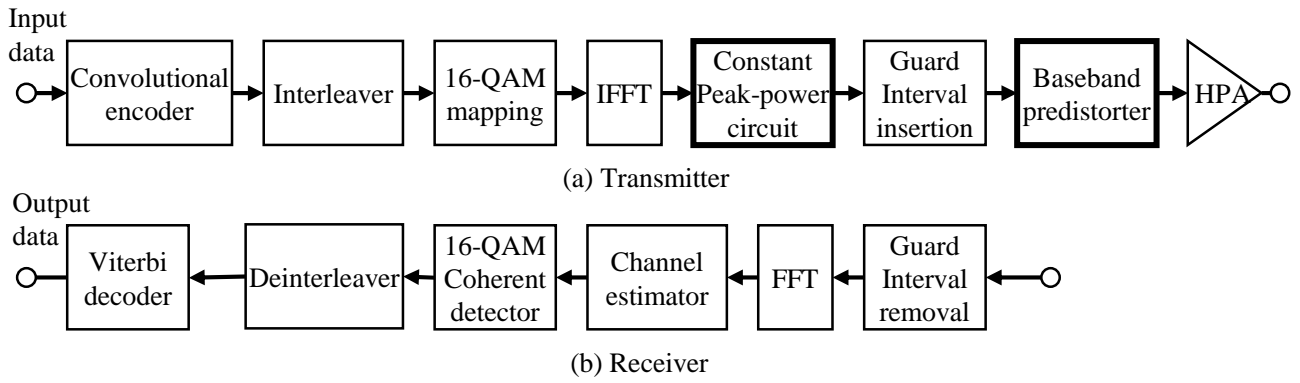 Input
data
Convolutional
encoder
Interleaver
16-QAM
mapping
IFFT
Constant
Peak-power
circuit
Guard
Interval
insertion
Baseband
predistorter
HPA
(a) Transmitter
Output
data
Viterbi
decoder
Deinterleaver
16-QAM
Coherent
detector
Channel
estimator
FFT
Guard
Interval
removal
(b) Receiver